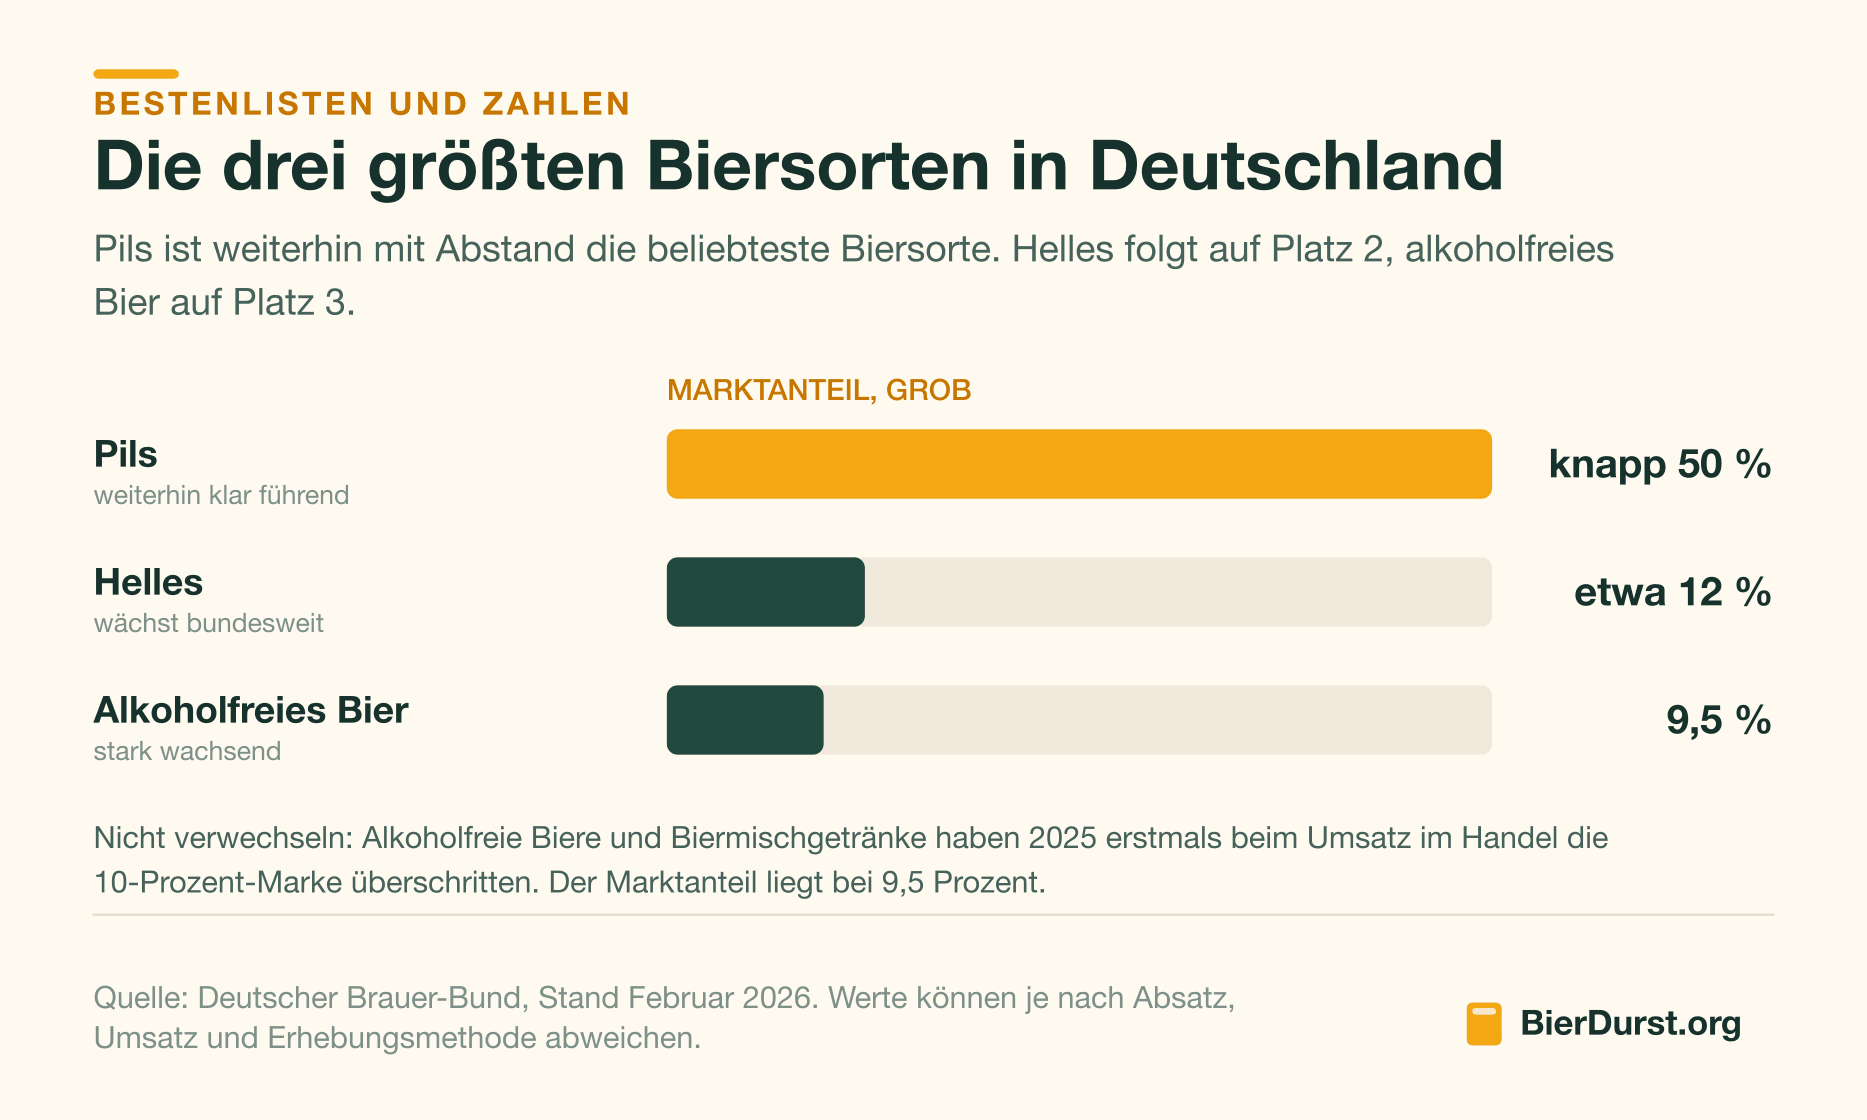 BESTENLISTEN UND ZAHLEN
Die drei größten Biersorten in Deutschland
Pils ist weiterhin mit Abstand die beliebteste Biersorte. Helles folgt auf Platz 2, alkoholfreies
Bier auf Platz 3.
MARKTANTEIL, GROB
Pils
weiterhin klar führend
knapp 50 %
Helles
wächst bundesweit
etwa 12 %
Alkoholfreies Bier
stark wachsend
9,5 %
Nicht verwechseln: Alkoholfreie Biere und Biermischgetränke haben 2025 erstmals beim Umsatz im Handel die
10-Prozent-Marke überschritten. Der Marktanteil liegt bei 9,5 Prozent.
Quelle: Deutscher Brauer-Bund, Stand Februar 2026. Werte können je nach Absatz,
Umsatz und Erhebungsmethode abweichen.
BierDurst.org